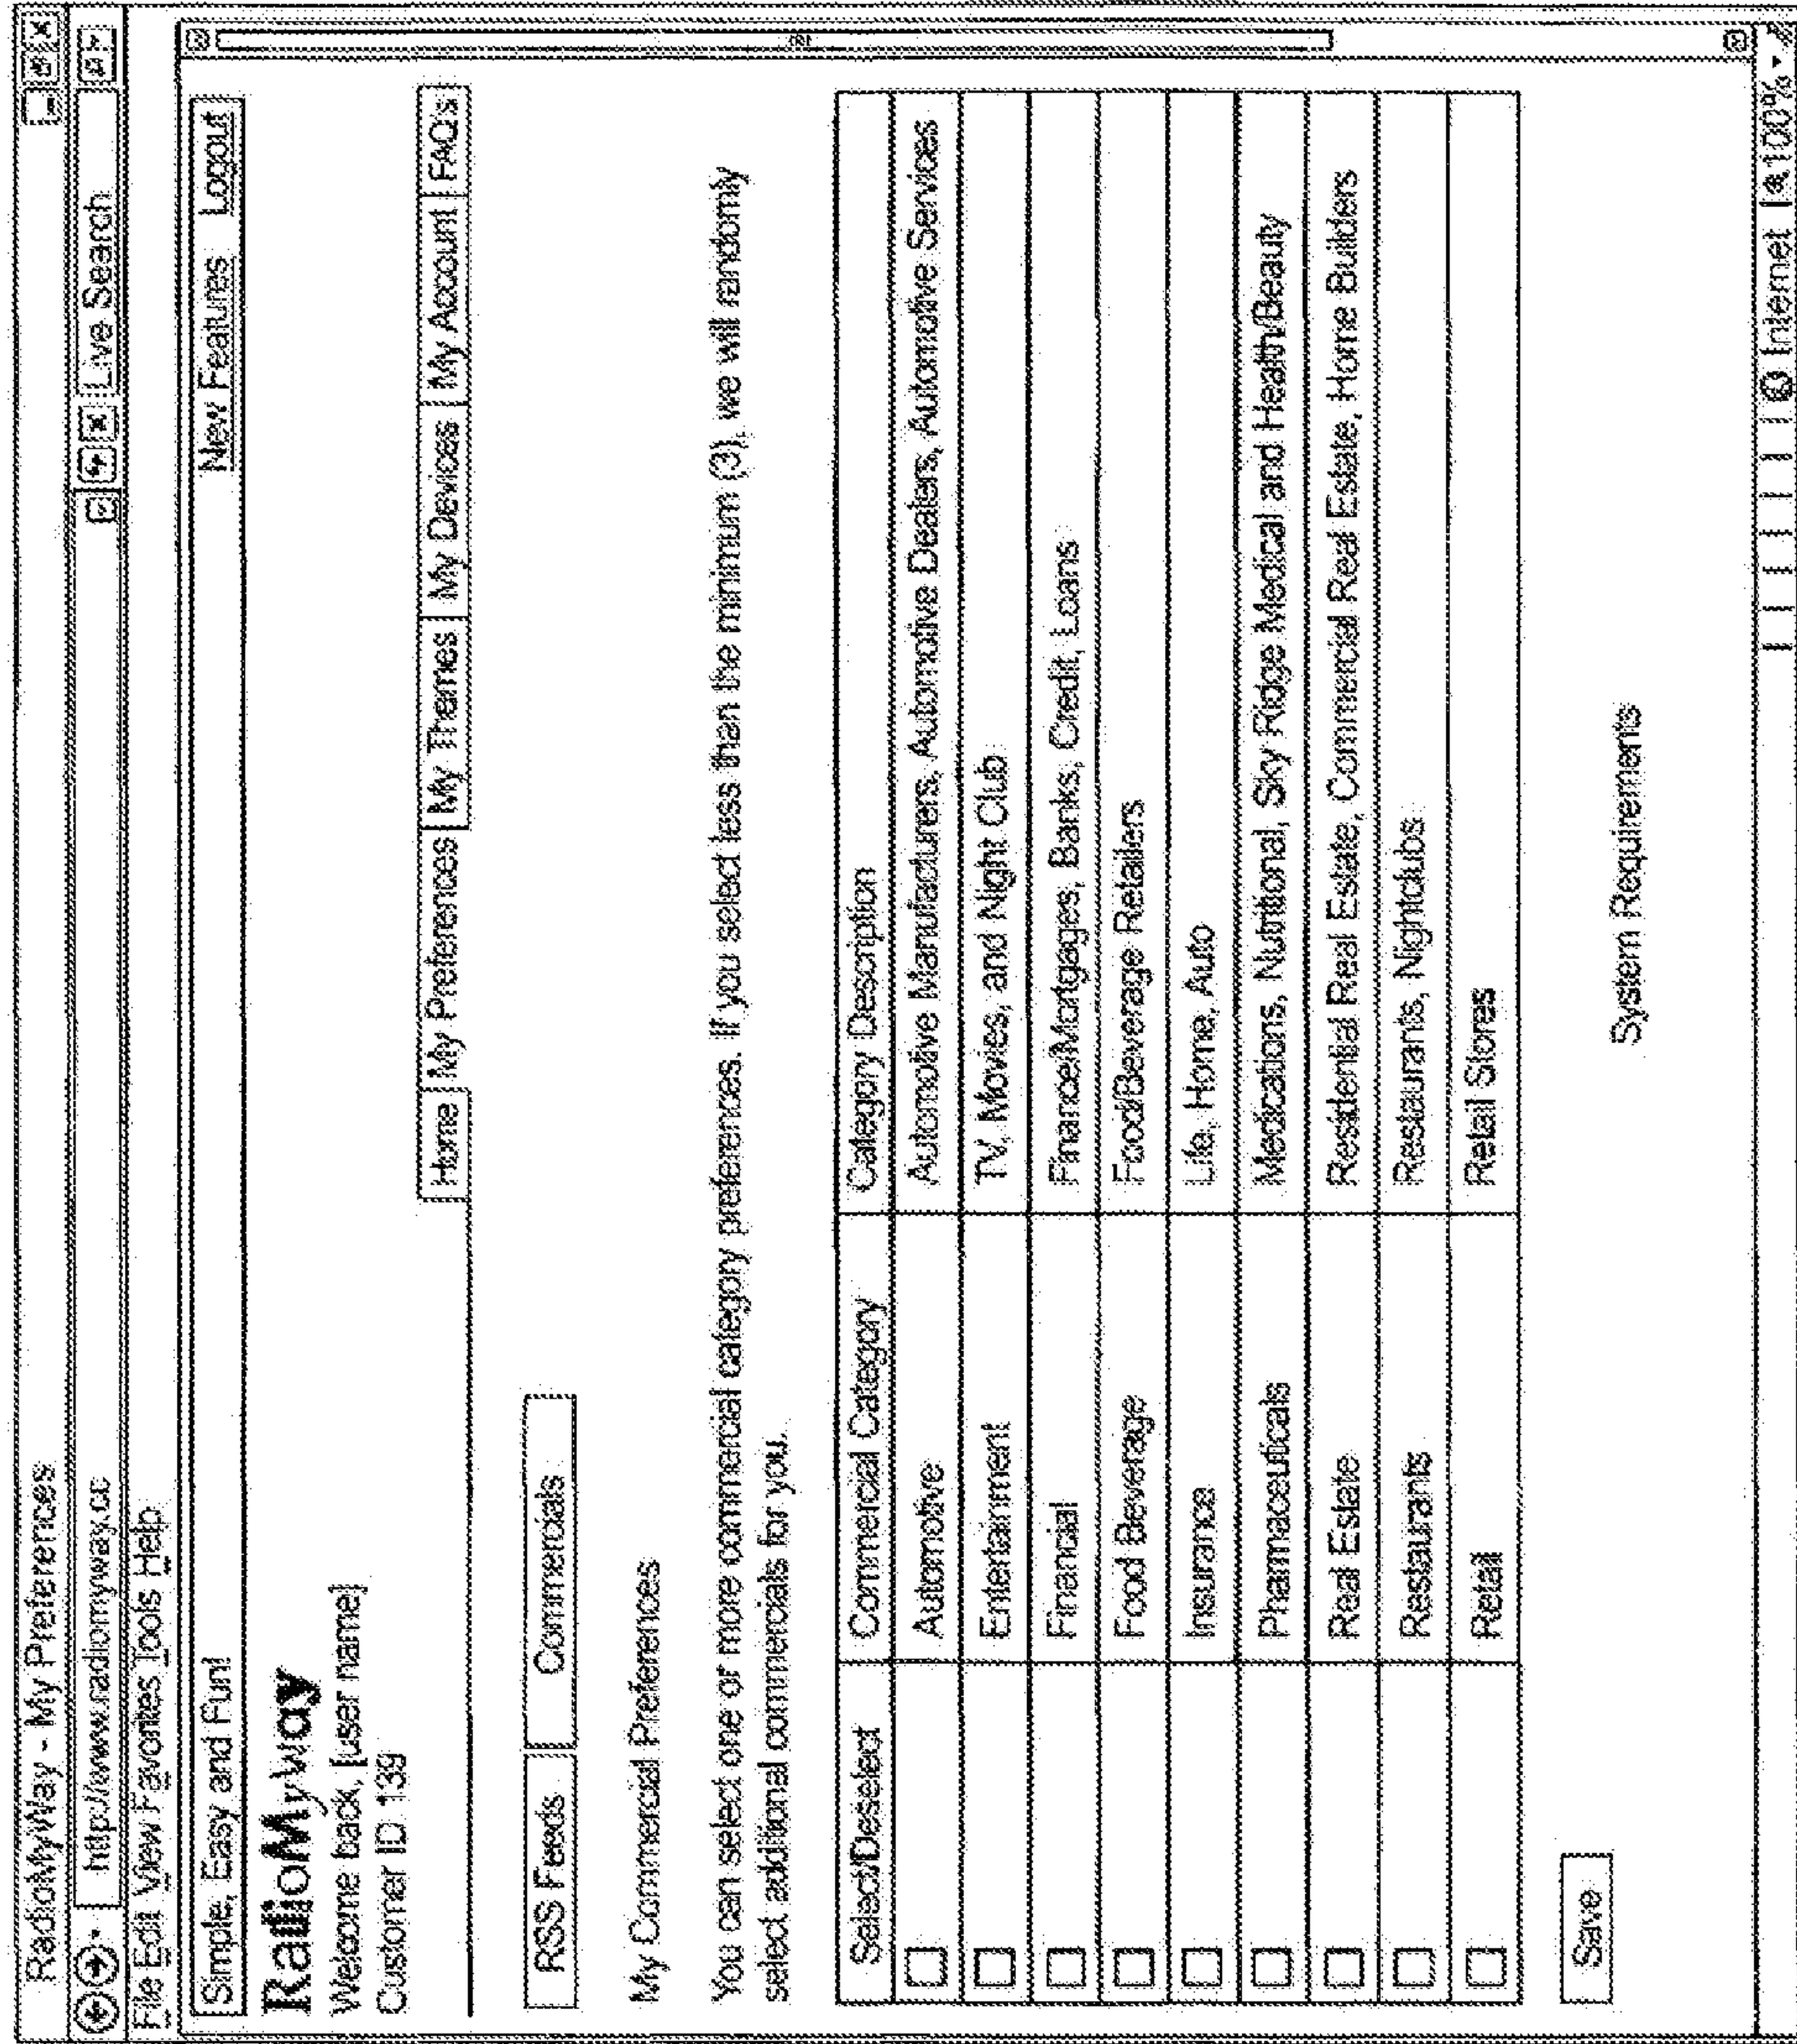 RadioMyWay - My Preferences
http://www.radiomyway.cc
Live Search
File Edit View Favorites Tools Help
Simple, Easy and Fun! New Features Logout
RadioMyWay
Welcome back, [user name]
Customer ID: 139
Home My Preferences My Themes My Devices My Account FAQ's
RSS Feeds Commercials
My Commercial Preferences
You can select one or more commercial category preferences. If you select less than the minimum (3), we will randomly
select additional commercials for you.
Select/Deselect Commercial Category Category Description
Automotive Automotive Manufacturers, Automotive Dealers, Automotive Services
Entertainment TV, Movies, and Night Club
Financial Finance/Mortgages, Banks, Credit, Loans
Food Beverage Food/Beverage Retailers
Insurance Life, Home, Auto
Pharmaceuticals Medications, Nutritional, Sky Ridge Medical and Health/Beauty
Real Estate Residential Real Estate, Commercial Real Estate, Home Builders
Restaurants Restaurants, Nightclubs
Retail Retail Stores
Save
System Requirements
Internet 100%